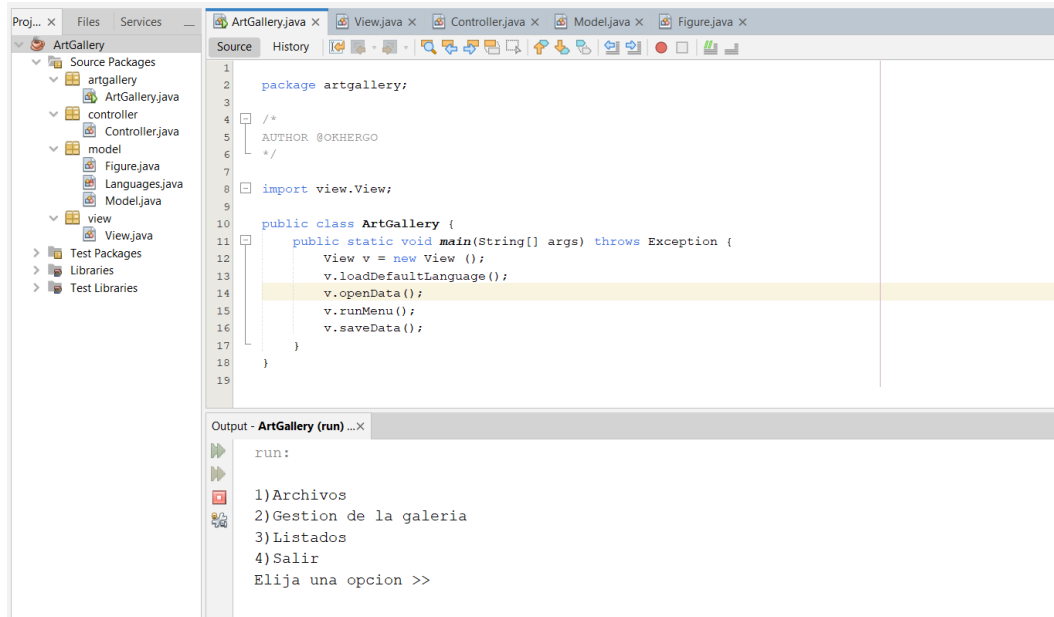 Proj... × Files Services
ArtGallery
Source Packages
artgallery
ArtGallery.java
controller
Controller.java
model
Figure.java
Languages.java
Model.java
view
View.java
Test Packages
Libraries
Test Libraries
ArtGallery.java × View.java × Controller.java × Model.java × Figure.java ×
Source History
1
2 package artgallery;
3
4 /*
5 AUTHOR @OKHERGO
6 */
7
8 import view.View;
9
10 public class ArtGallery {
11 public static void main(String[] args) throws Exception {
12 View v = new View ();
13 v.loadDefaultLanguage();
14 v.openData();
15 v.runMenu();
16 v.saveData();
17 }
18 }
19
Output - ArtGallery (run) ...×
run:
1)Archivos
2)Gestion de la galeria
3)Listados
4)Salir
Elija una opcion >>